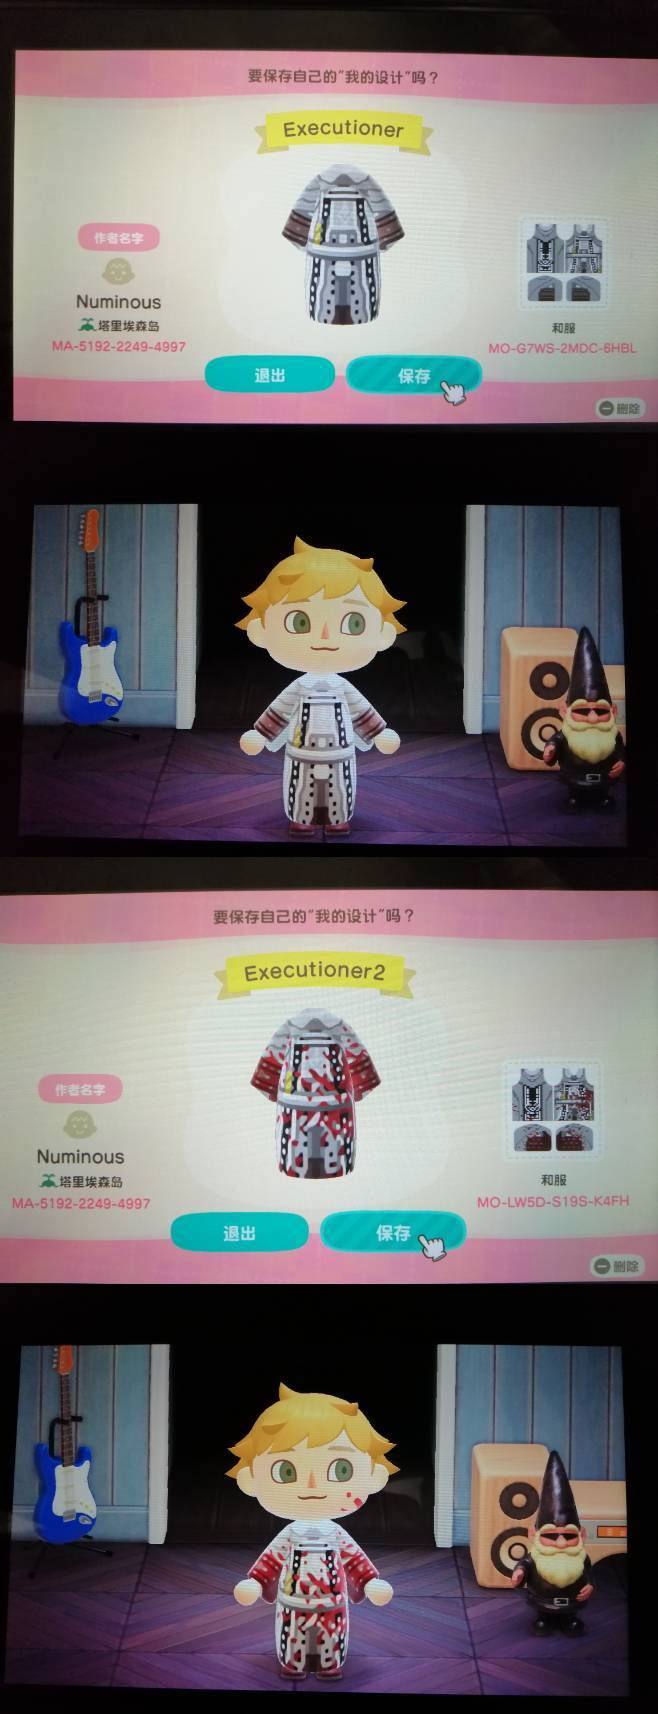 要保存自己的"我的设计"吗？
Executioner
作者名字
Numinous
塔里埃森岛
MA-5192-2249-4997
和服
MO-G7WS-2MDC-6HBL
退出
保存
删除
要保存自己的"我的设计"吗？
Executioner2
作者名字
Numinous
塔里埃森岛
MA-5192-2249-4997
和服
MO-LW5D-S19S-K4FH
退出
保存
删除